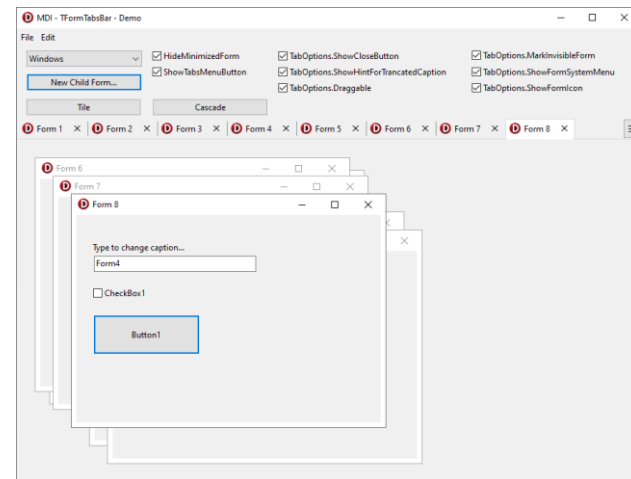 MDI - TFormTabsBar - Demo
File Edit
Windows
HideMinimizedForm
TabOptions.ShowCloseButton
TabOptions.MarkInvisibleForm
ShowTabsMenuButton
TabOptions.ShowHintForTrancatedCaption
TabOptions.ShowFormSystemMenu
New Child Form...
TabOptions.Draggable
TabOptions.ShowFormIcon
Tile
Cascade
Form 1 Form 2 Form 3 Form 4 Form 5 Form 6 Form 7 Form 8
Form 6
Form 7
Form 8
Type to change caption...
Form4
CheckBox1
Button1